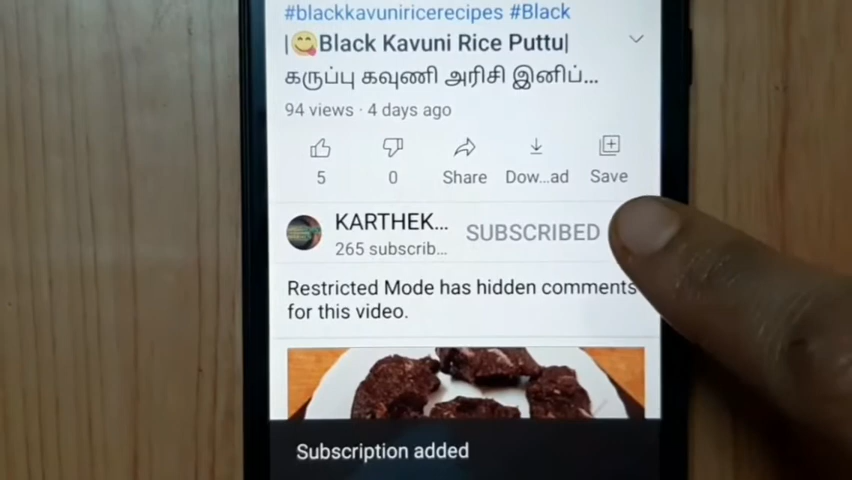 #blackkavuniricerecipes #Black
|😋Black Kavuni Rice Puttu|
கருப்பு கவுணி அரிசி இனிப்...
94 views · 4 days ago
5 0 Share Dow...ad Save
KARTHEK... SUBSCRIBED
265 subscrib...
Restricted Mode has hidden comments
for this video.
Subscription added